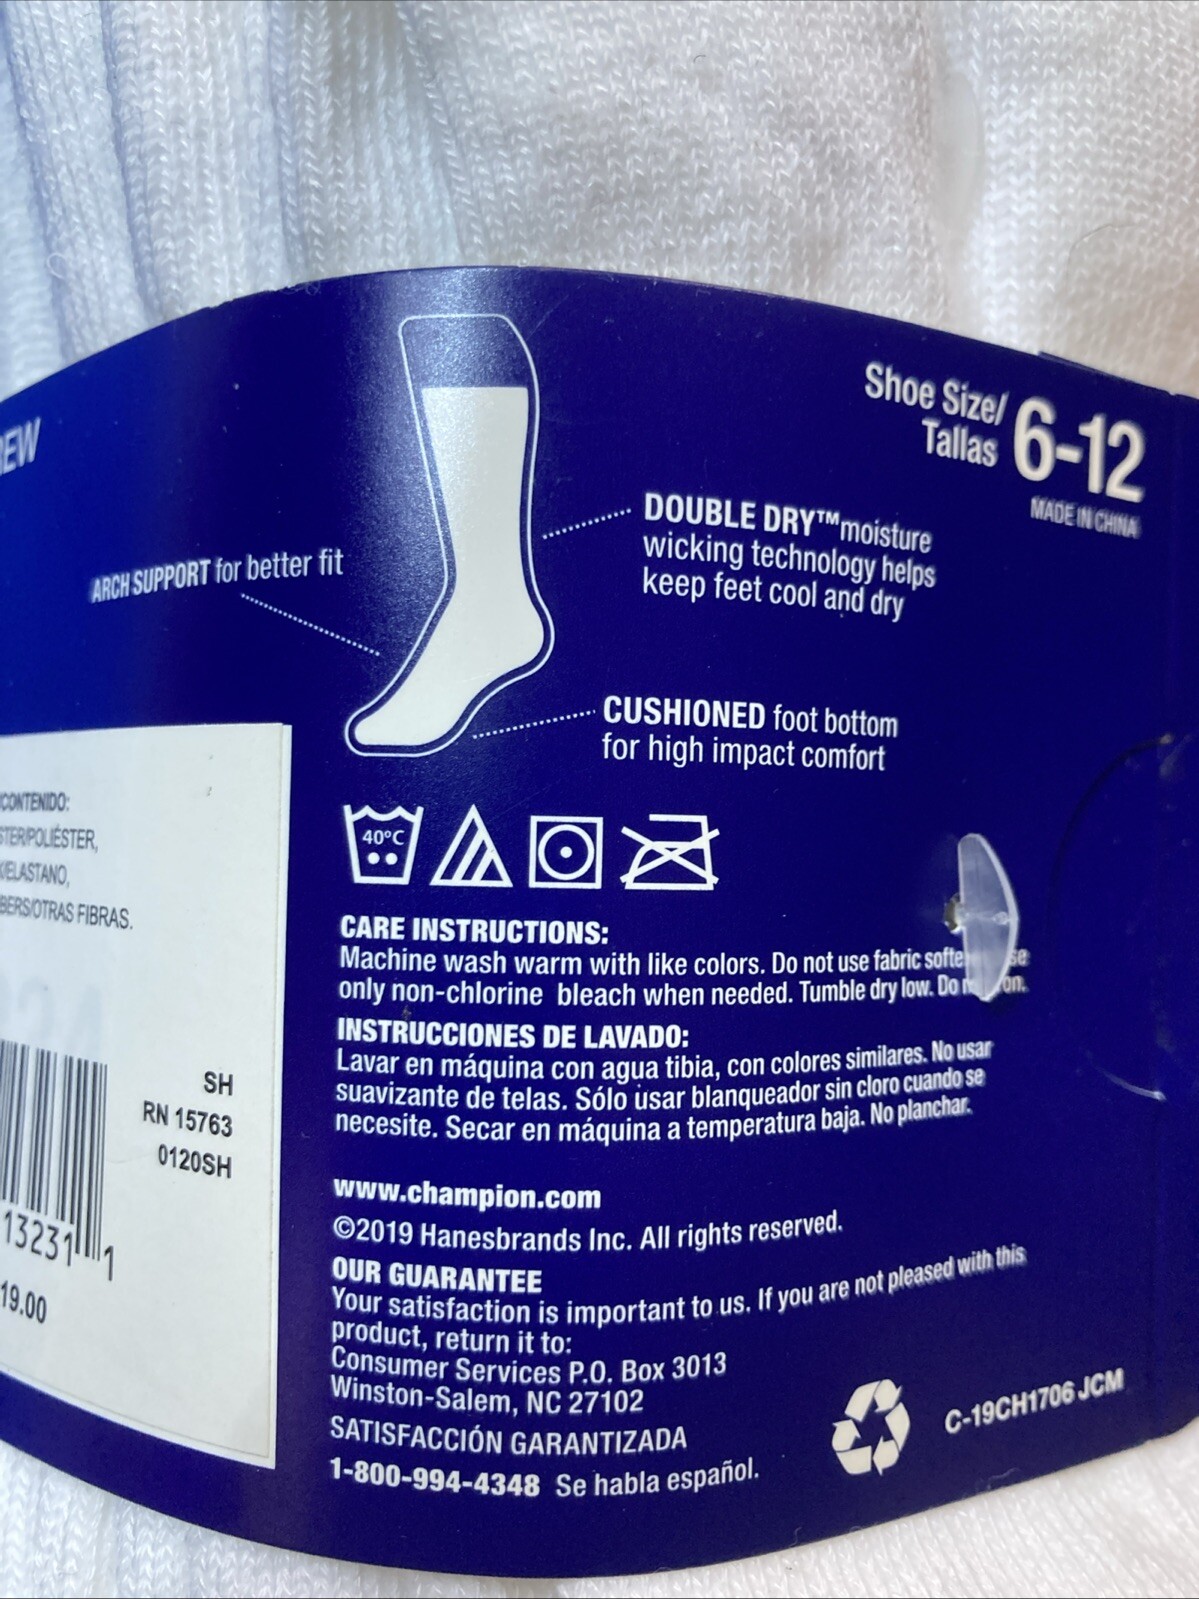 Shoe Size/
Tallas 6-12
MADE IN CHINA
ARCH SUPPORT for better fit
DOUBLE DRY™ moisture
wicking technology helps
keep feet cool and dry
CUSHIONED foot bottom
for high impact comfort
40°C
CARE INSTRUCTIONS:
Machine wash warm with like colors. Do not use fabric
only non-chlorine bleach when needed. Tumble dry low. Do
INSTRUCCIONES DE LAVADO:
Lavar en máquina con agua tibia, con colores similares. No usar
suavizante de telas. Sólo usar blanqueador sin cloro cuando se
necesite. Secar en máquina a temperatura baja. No planchar.
www.champion.com
©2019 Hanesbrands Inc. All rights reserved.
OUR GUARANTEE
Your satisfaction is important to us. If you are not pleased with this
product, return it to:
Consumer Services P.O. Box 3013
Winston-Salem, NC 27102
SATISFACCIÓN GARANTIZADA
1-800-994-4348 Se habla español.
C-19CH1706 JCM
CONTENIDO:
/POLIÉSTER,
/ELASTANO,
/OTRAS FIBRAS.
SH
RN 15763
0120SH
13231 1
19.00